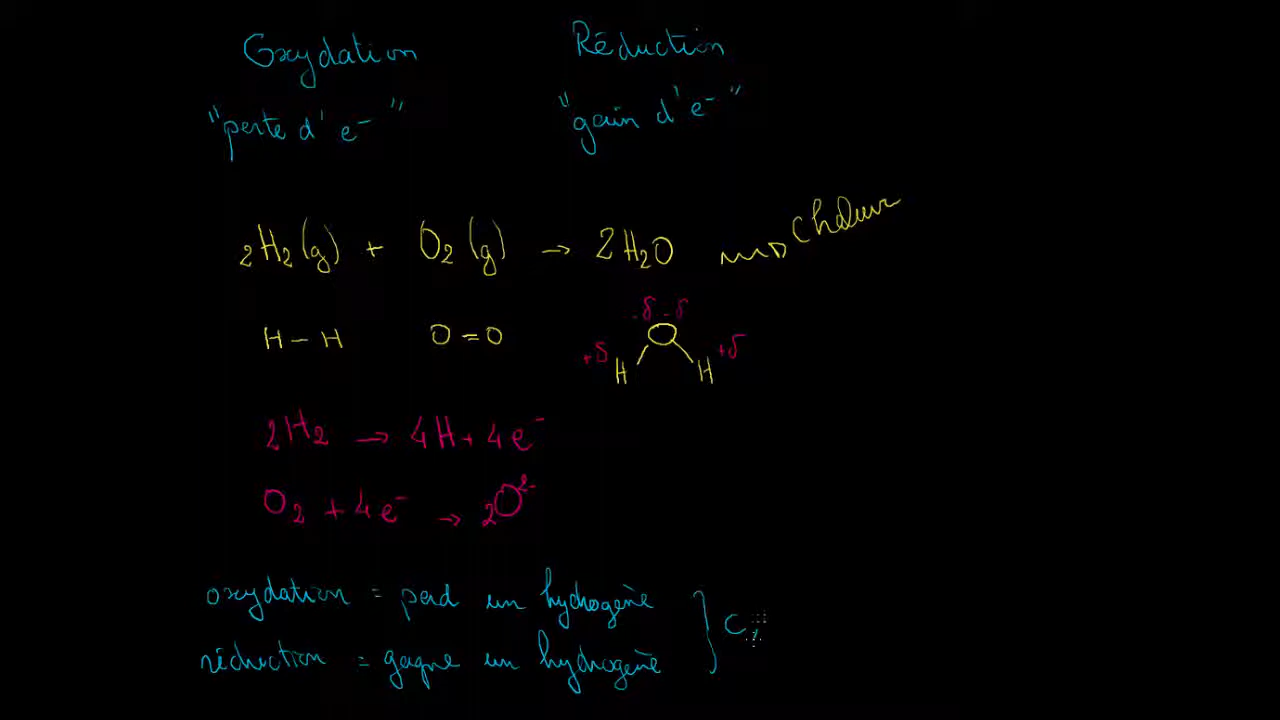 Oxydation Réduction
"perte d'e⁻" "gain d'e⁻"
2H₂(g) + O₂(g) → 2H₂O Chaleur
-δ -δ
H – H O = O O
+δ H H +δ
2H₂ → 4H + 4e⁻
O₂ + 4e⁻ → 2O²⁻
oxydation = perd un hydrogène
réduction = gagne un hydrogène } C